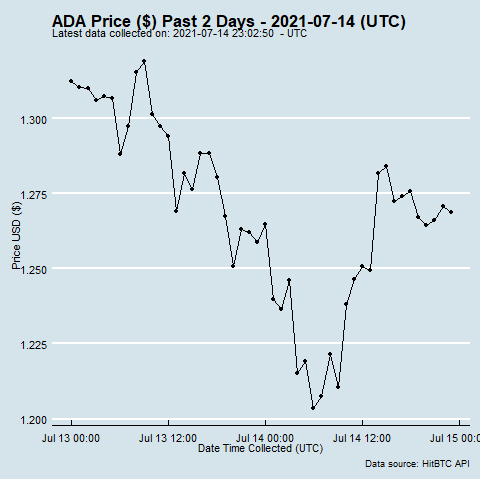 ADA Price ($) Past 2 Days - 2021-07-14 (UTC)
Latest data collected on: 2021-07-14 23:02:50  - UTC
1.300
1.275
1.250
1.225
1.200
Price USD ($)
Jul 13 00:00 Jul 13 12:00 Jul 14 00:00 Jul 14 12:00 Jul 15 00:0
Date Time Collected (UTC)
Data source: HitBTC API